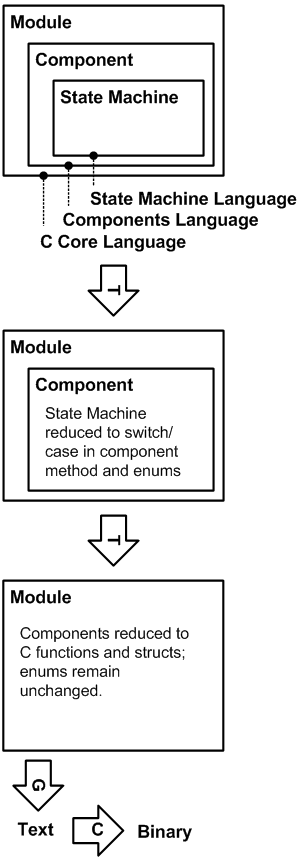 Module
Component
State Machine
State Machine Language
Components Language
C Core Language
T
Module
Component
State Machine
reduced to switch/
case in component
method and enums
T
Module
Components reduced to
C functions and structs;
enums remain
unchanged.
G
Text
C
Binary